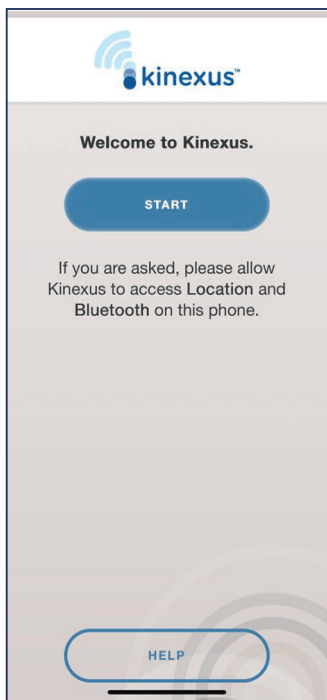 kinexus™
Welcome to Kinexus.
START
If you are asked, please allow
Kinexus to access Location and
Bluetooth on this phone.
HELP